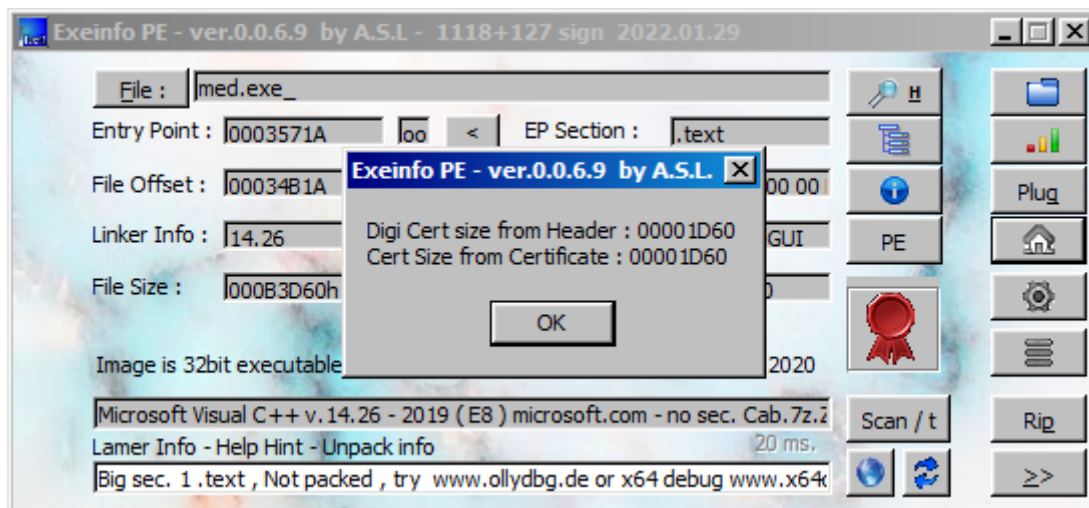 Exeinfo PE - ver.0.0.6.9 by A.S.L - 1118+127 sign 2022.01.29
File : med.exe_ H
Entry Point : 0003571A oo < EP Section : .text
Exeinfo PE - ver.0.0.6.9 by A.S.L.
File Offset : 00034B1A 00 00 Plug
Digi Cert size from Header : 00001D60
Linker Info : 14.26 GUI PE
Cert Size from Certificate : 00001D60
File Size : 000B3D60h
OK
Image is 32bit executable 2020
Microsoft Visual C++ v.14.26 - 2019 ( E8 ) microsoft.com - no sec. Cab.7z.Z Scan / t Rip
Lamer Info - Help Hint - Unpack info 20 ms.
Big sec. 1 .text , Not packed , try www.ollydbg.de or x64 debug www.x64 >>